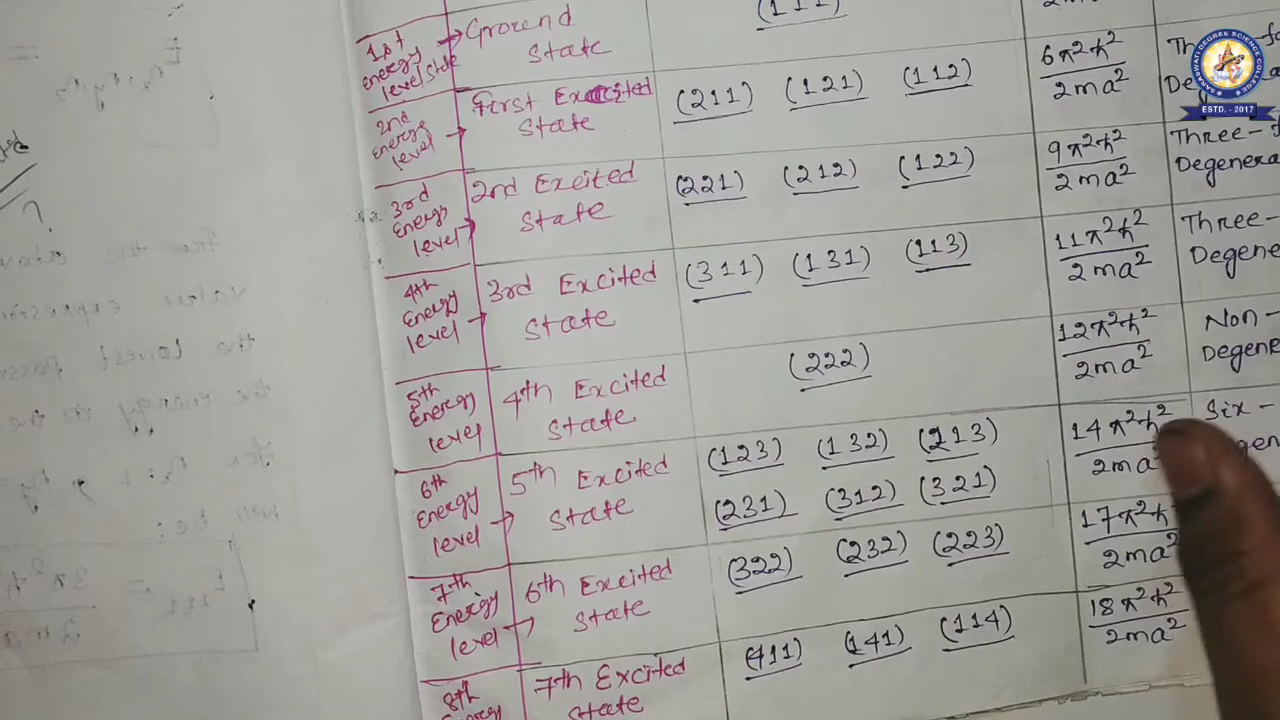 1st energy level state → Ground State (111)
2nd energy level → First Excited State (211) (121) (112) 6π²ℏ²/2ma²
3rd Energy level → 2nd Excited State (221) (212) (122) 9π²ℏ²/2ma² Three- Degenera
4th Energy level → 3rd Excited State (311) (131) (113) 11π²ℏ²/2ma² Three- Degene
5th Energy level 4th Excited State (222) 12π²ℏ²/2ma² Non- Degene
6th Energy level → 5th Excited State (123) (132) (213) 14π²ℏ²/2ma² Six-
(231) (312) (321)
7th Energy level → 6th Excited State (322) (232) (223) 17π²ℏ²/2ma²
8th 7th Excited State (411) (141) (114) 18π²ℏ²/2ma²
SARASWATI DEGREE SCIENCE COLLEGE
ESTD. - 2017